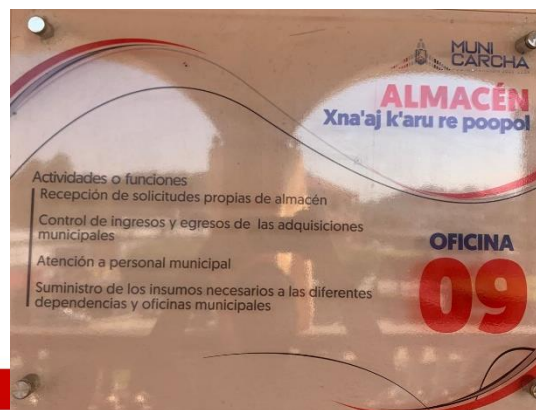 MUNI
CARCHA
ALMACÉN
Xna'aj k'aru re poopol
Actividades o funciones
Recepción de solicitudes propias de almacén
Control de ingresos y egresos de las adquisiciones
municipales
Atención a personal municipal
Suministro de los insumos necesarios a las diferentes
dependencias y oficinas municipales
OFICINA
09